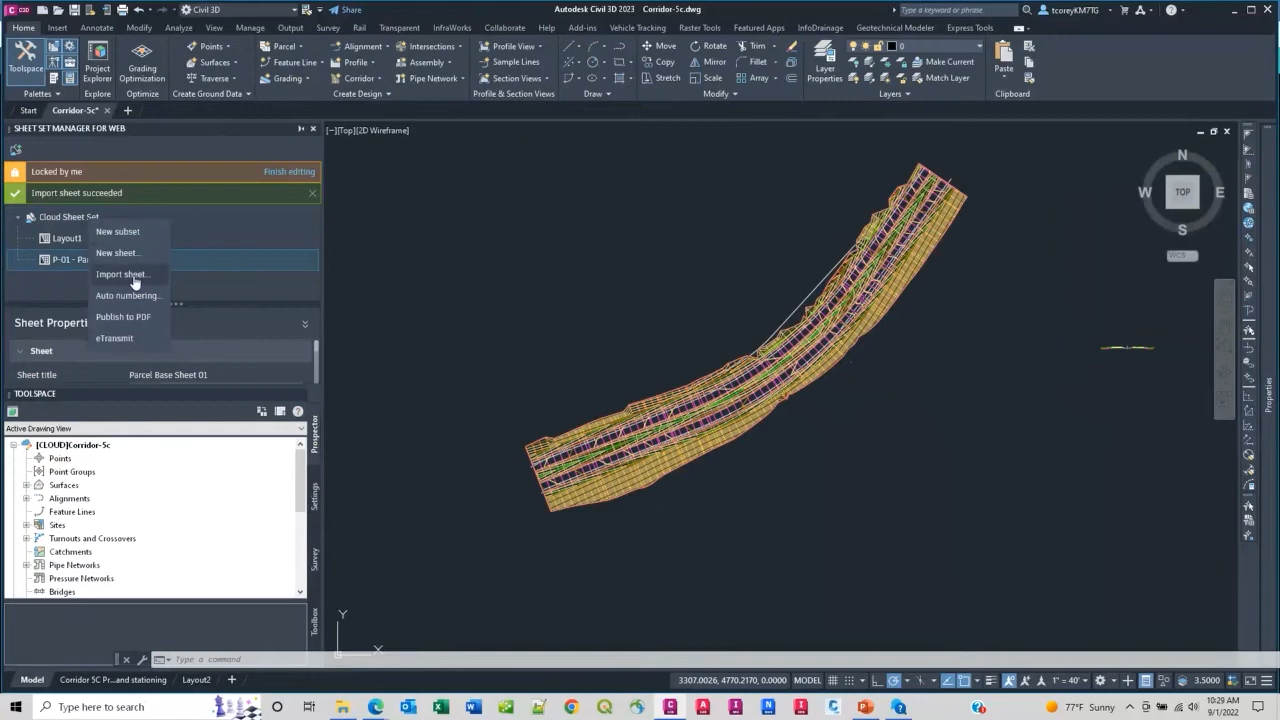 C3D
Civil 3D
Share
Autodesk Civil 3D 2023 Corridor-5c.dwg
Type a keyword or phrase
tcoreyKM7TG
Home Insert Annotate Modify Analyze View Manage Output Survey Rail Transparent InfraWorks Collaborate Help Add-ins Vehicle Tracking Raster Tools Featured Apps InfoDrainage Geotechnical Modeler Express Tools
Toolspace
Palettes
Project Explorer
Explore
Grading Optimization
Optimize
Points
Surfaces
Traverse
Create Ground Data
Parcel
Feature Line
Grading
Alignment
Profile
Corridor
Intersections
Assembly
Pipe Network
Create Design
Profile View
Sample Lines
Section Views
Profile & Section Views
Draw
Move
Copy
Stretch
Rotate
Mirror
Scale
Trim
Fillet
Array
Modify
Layer Properties
0
Make Current
Match Layer
Layers
Paste
Clipboard
Start Corridor-5c*
SHEET SET MANAGER FOR WEB
[−][Top][2D Wireframe]
Locked by me Finish editing
Import sheet succeeded
Cloud Sheet Set
Layout1
P-01 - Par
New subset
New sheet...
Import sheet...
Auto numbering...
Publish to PDF
eTransmit
Sheet Properti
Sheet
Sheet title Parcel Base Sheet 01
TOOLSPACE
Active Drawing View
[CLOUD]Corridor-5c
Points
Point Groups
Surfaces
Alignments
Feature Lines
Sites
Turnouts and Crossovers
Catchments
Pipe Networks
Pressure Networks
Bridges
Prospector
Settings
Survey
Toolbox
N
W TOP E
S
WCS
Properties
Y
X
Type a command
Model Corridor 5C Pr...and stationing Layout2
3307.0062, 4770.2170, 0.0000 MODEL 1" = 40' 3.5000
Type here to search
77°F Sunny
10:29 AM
9/1/2022